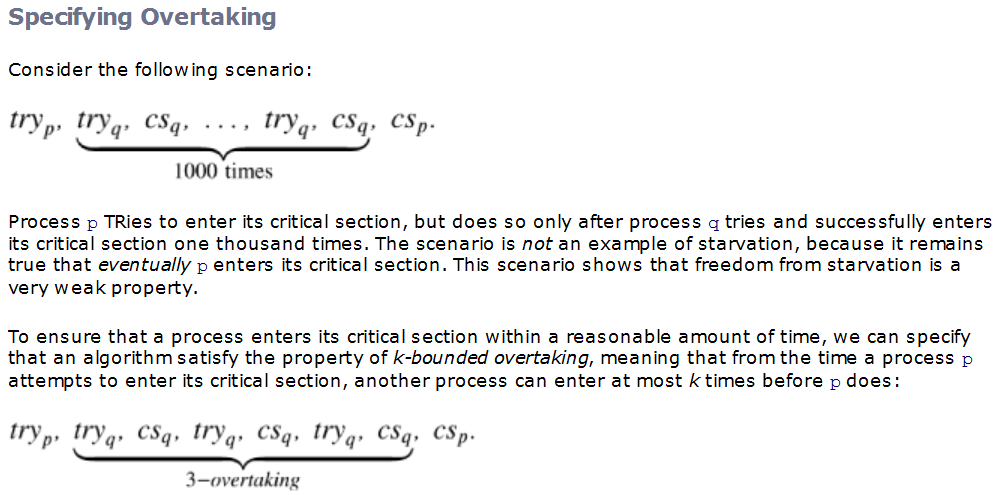 Specifying Overtaking
Consider the following scenario:
try_p, try_q, cs_q, ..., try_q, cs_q, cs_p.
1000 times
Process p TRies to enter its critical section, but does so only after process q tries and successfully enters
its critical section one thousand times. The scenario is not an example of starvation, because it remains
true that eventually p enters its critical section. This scenario shows that freedom from starvation is a
very weak property.
To ensure that a process enters its critical section within a reasonable amount of time, we can specify
that an algorithm satisfy the property of k-bounded overtaking, meaning that from the time a process p
attempts to enter its critical section, another process can enter at most k times before p does:
try_p, try_q, cs_q, try_q, cs_q, try_q, cs_q, cs_p.
3-overtaking